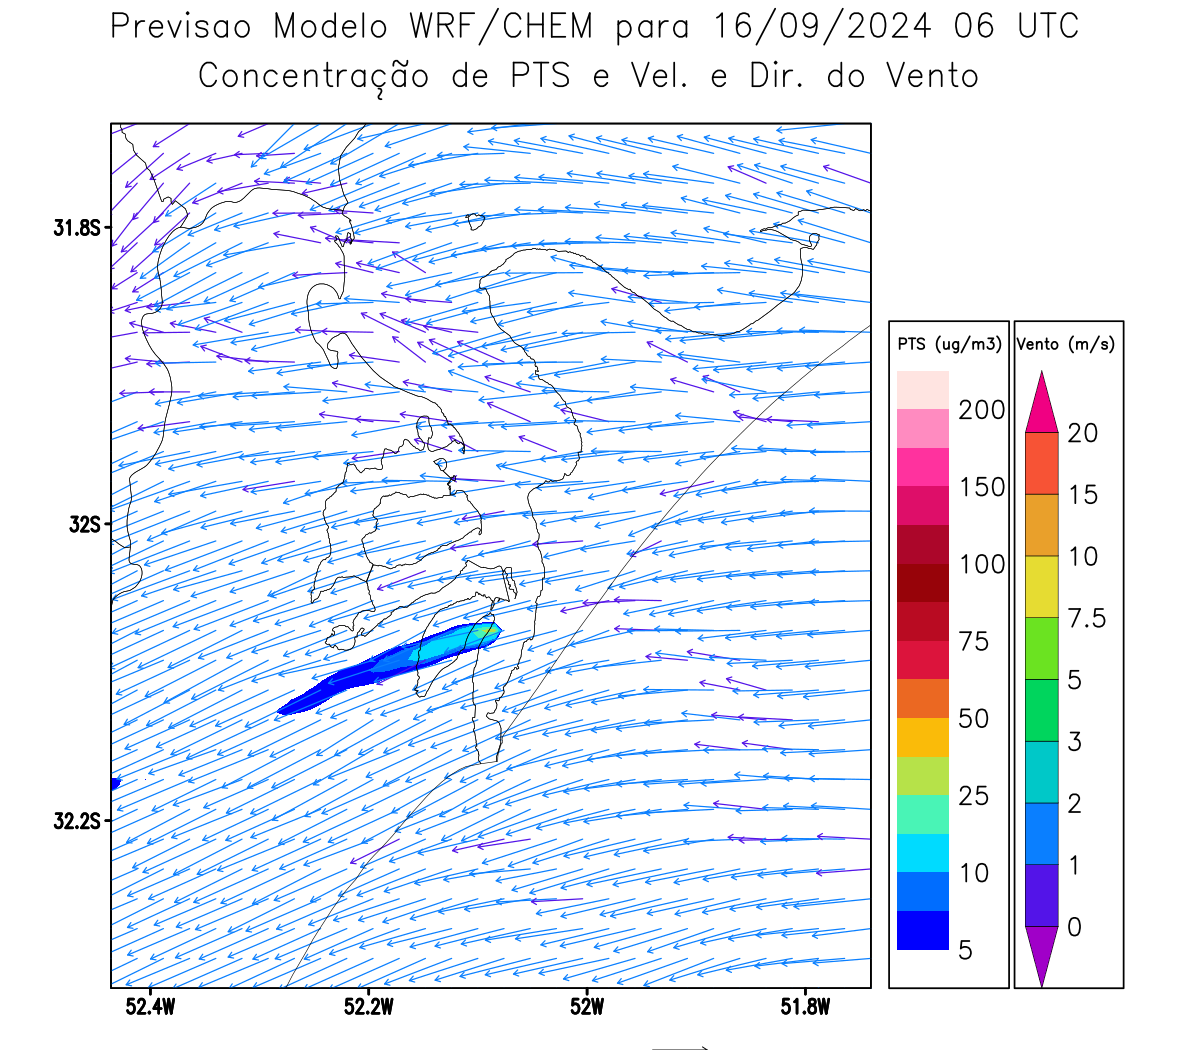 Previsao Modelo WRF/CHEM para 16/09/2024 06 UTC
Concentração de PTS e Vel. e Dir. do Vento
31.8S
32S
32.2S
52.4W
52.2W
52W
51.8W
PTS (ug/m3)
200
150
100
75
50
25
10
5
Vento (m/s)
20
15
10
7.5
5
3
2
1
0